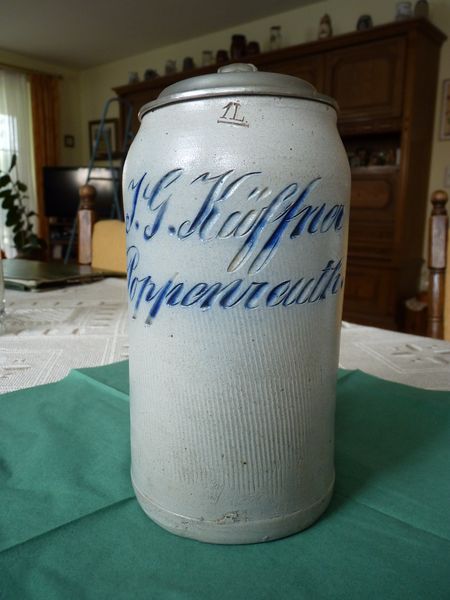 1L
J.G. Küffner
Poppenreuth.